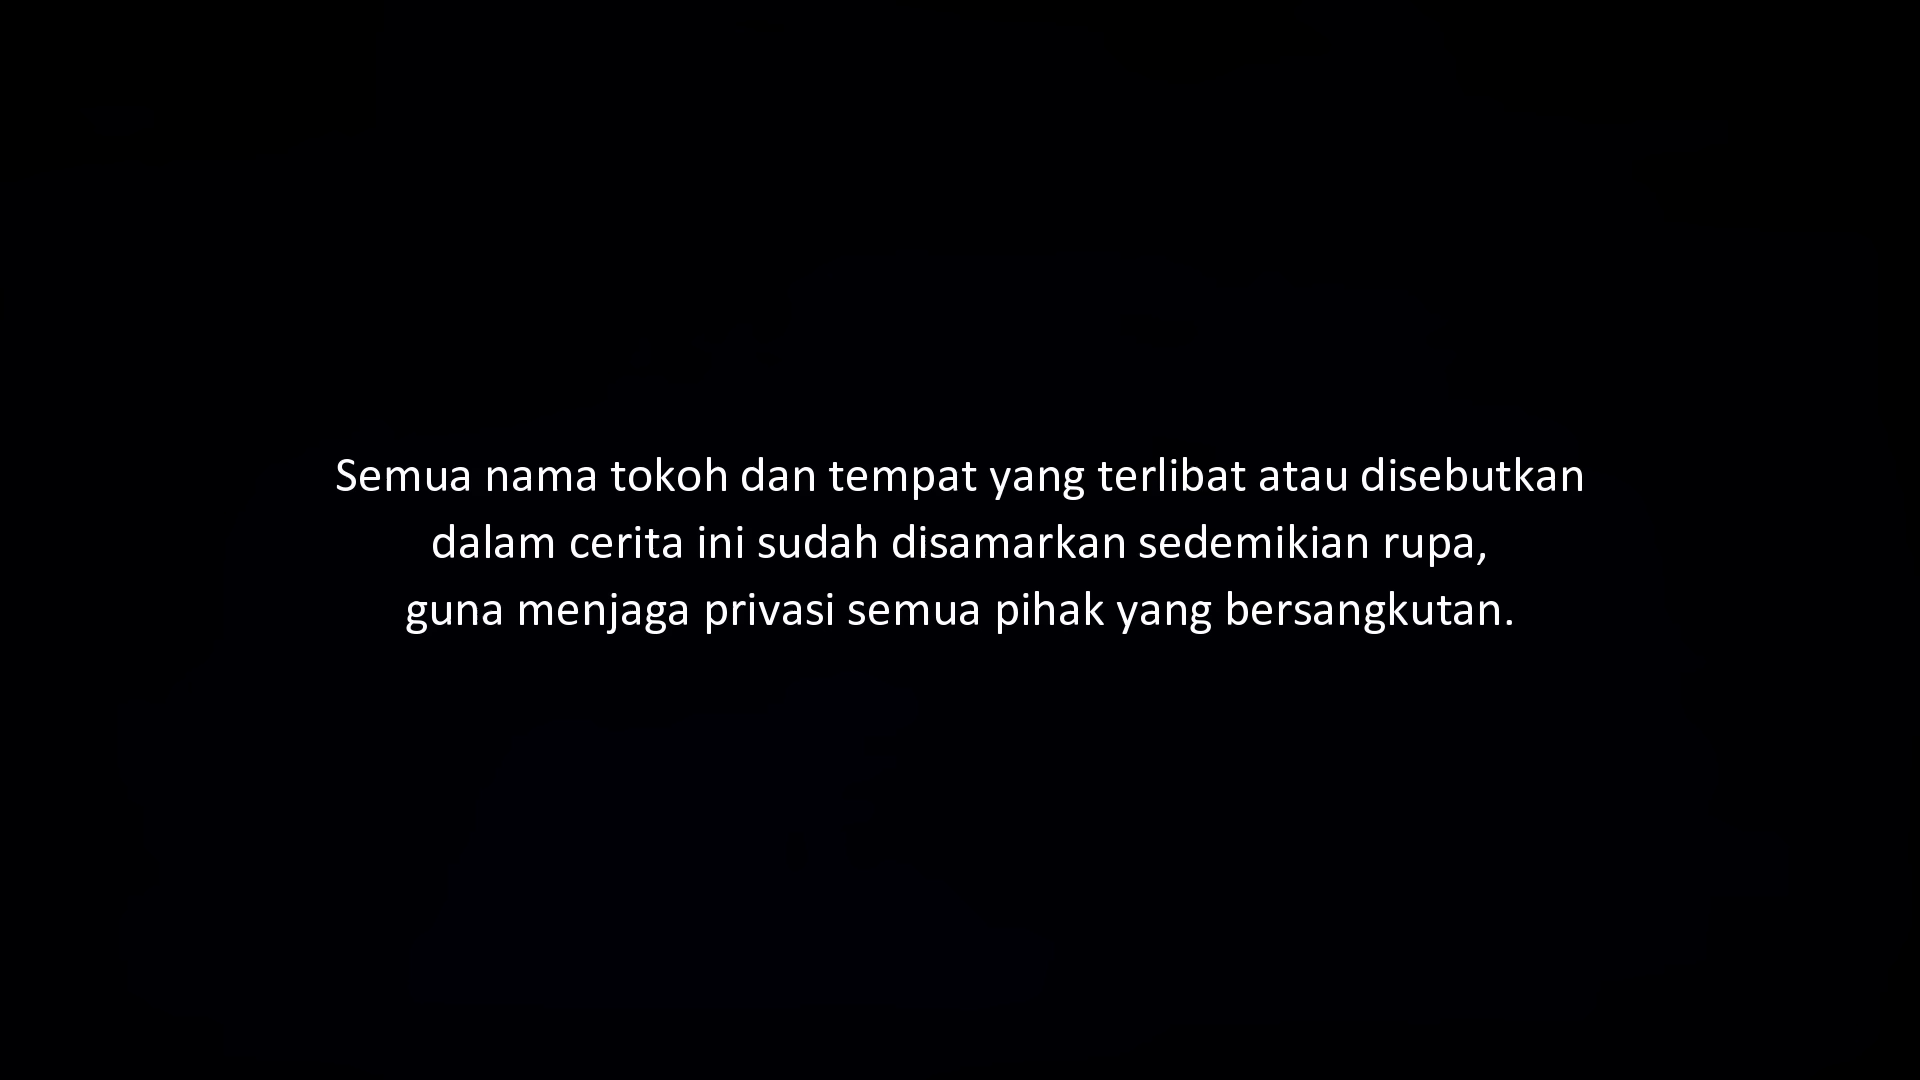 Semua nama tokoh dan tempat yang terlibat atau disebutkan
dalam cerita ini sudah disamarkan sedemikian rupa,
guna menjaga privasi semua pihak yang bersangkutan.